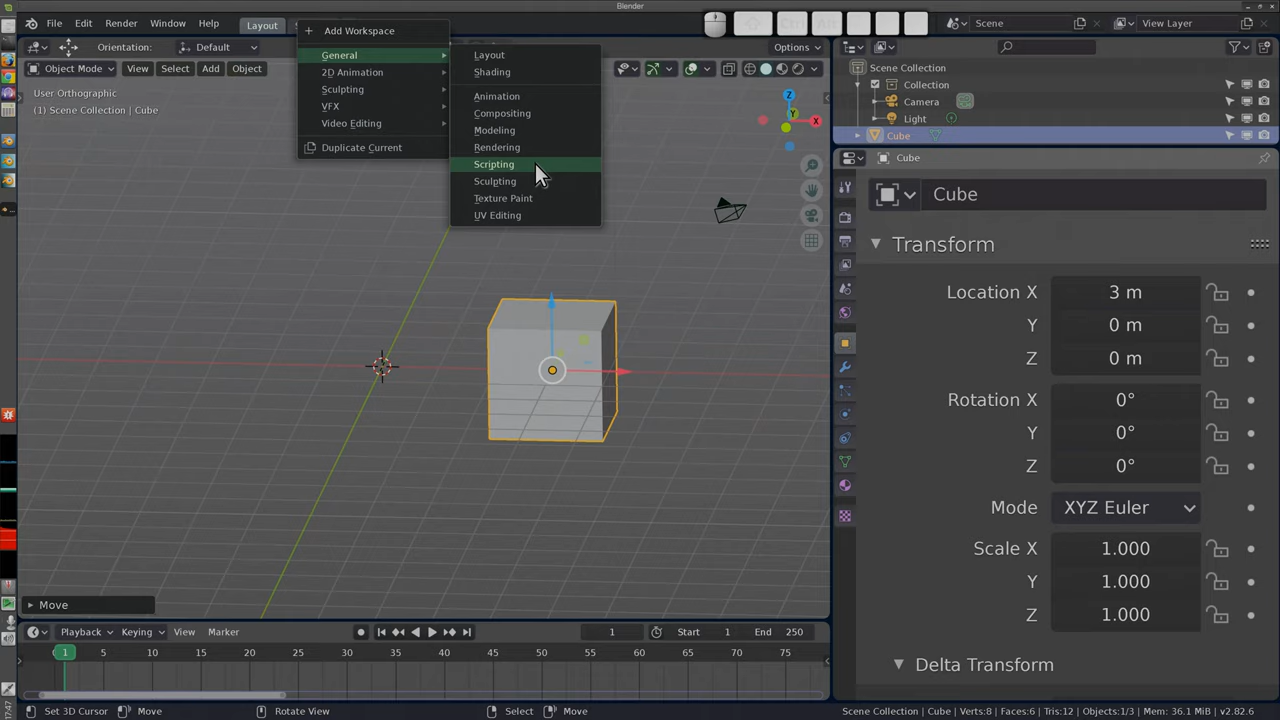 Blender
File Edit Render Window Help Layout Ctrl Alt Scene View Layer
Add Workspace
General
2D Animation
Sculpting
VFX
Video Editing
Duplicate Current
Layout
Shading
Animation
Compositing
Modeling
Rendering
Scripting
Sculpting
Texture Paint
UV Editing
Orientation: Default Options
Object Mode View Select Add Object
User Orthographic
(1) Scene Collection | Cube
Z
Y
X
Scene Collection
Collection
Camera
Light
Cube
Cube
Cube
Transform
Location X 3 m
Y 0 m
Z 0 m
Rotation X 0°
Y 0°
Z 0°
Mode XYZ Euler
Scale X 1.000
Y 1.000
Z 1.000
Delta Transform
Move
Playback Keying View Marker 1 Start 1 End 250
1 5 10 15 20 25 30 35 40 45 50 55 60 65 70 75
17:47
Set 3D Cursor Move Rotate View Select Move Scene Collection | Cube | Verts:8 | Faces:6 | Tris:12 | Objects:1/3 | Mem: 36.1 MiB | v2.82.6